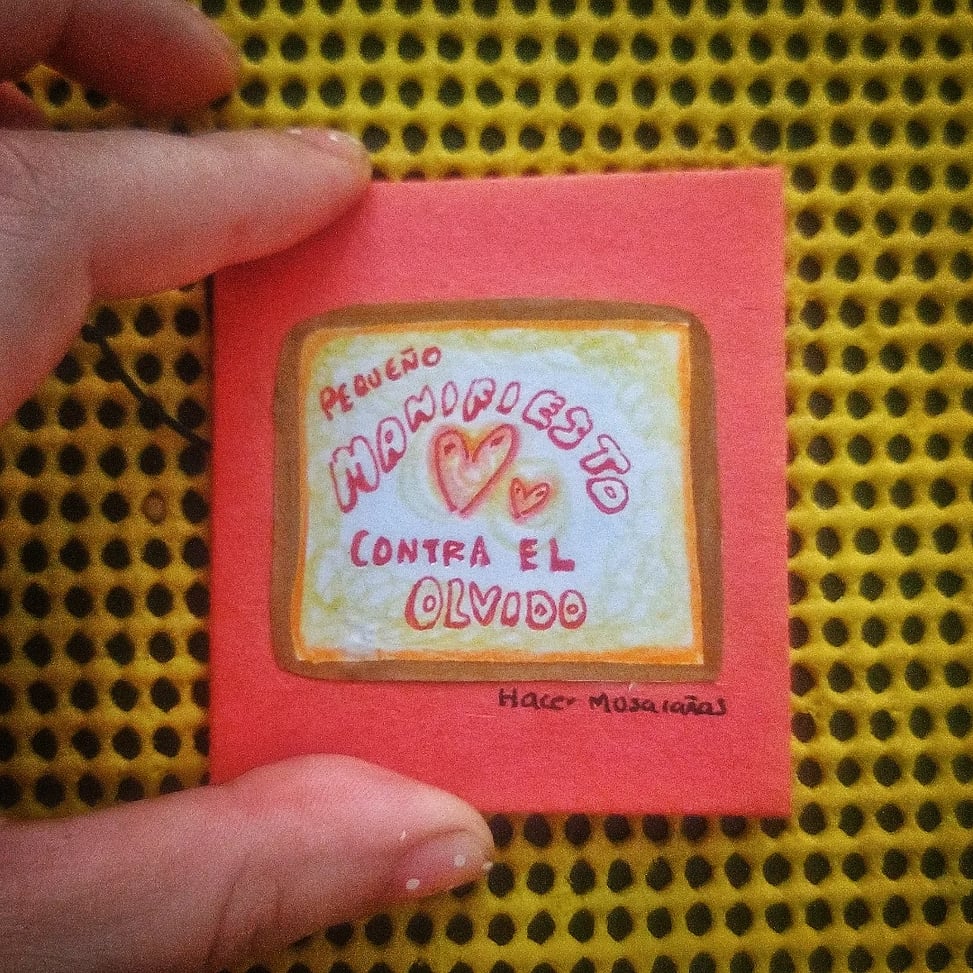 PEQUEÑO
MANIFIESTO
CONTRA EL
OLVIDO
Hacer Musarañas